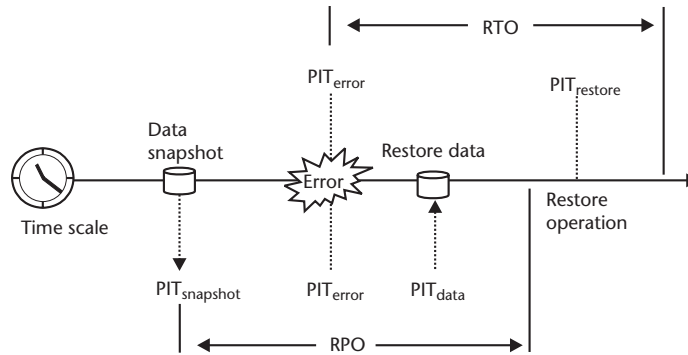 RTO
PITerror
PITrestore
Data
snapshot
Error
Restore data
Time scale
Restore
operation
PITsnapshot
PITerror
PITdata
RPO